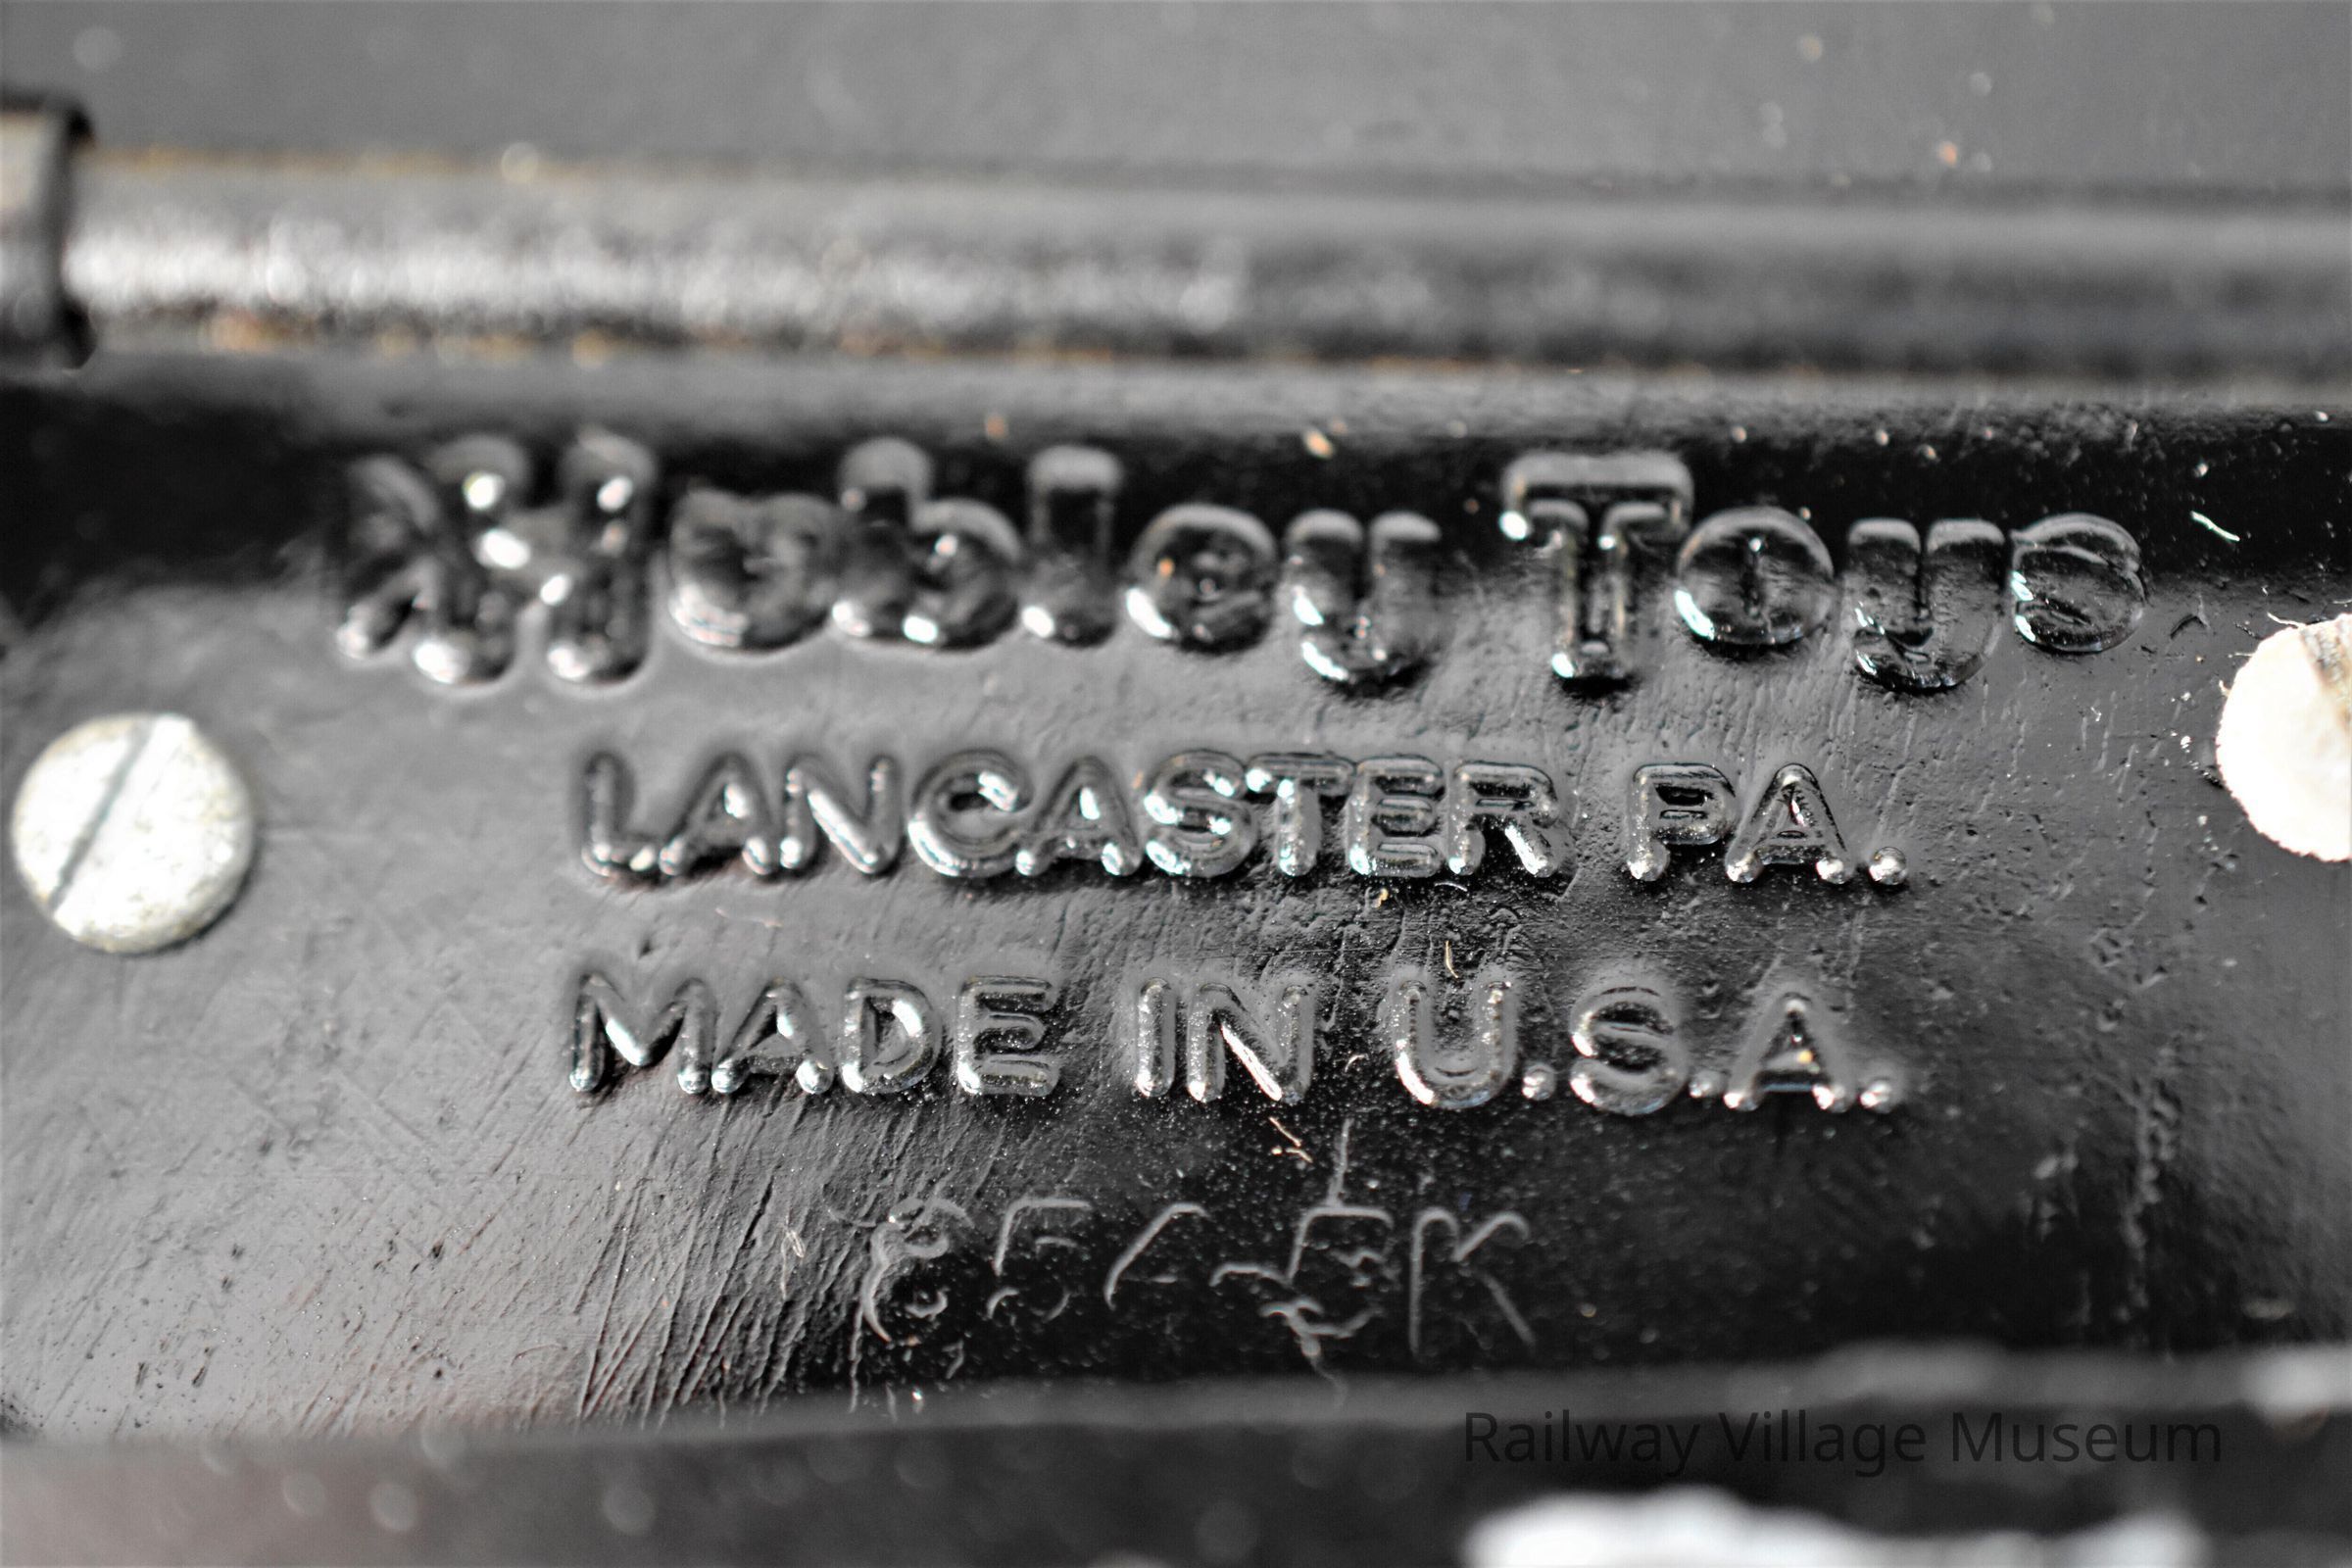 Hubley Toys
LANCASTER PA.
MADE IN U.S.A.
Railway Village Museum